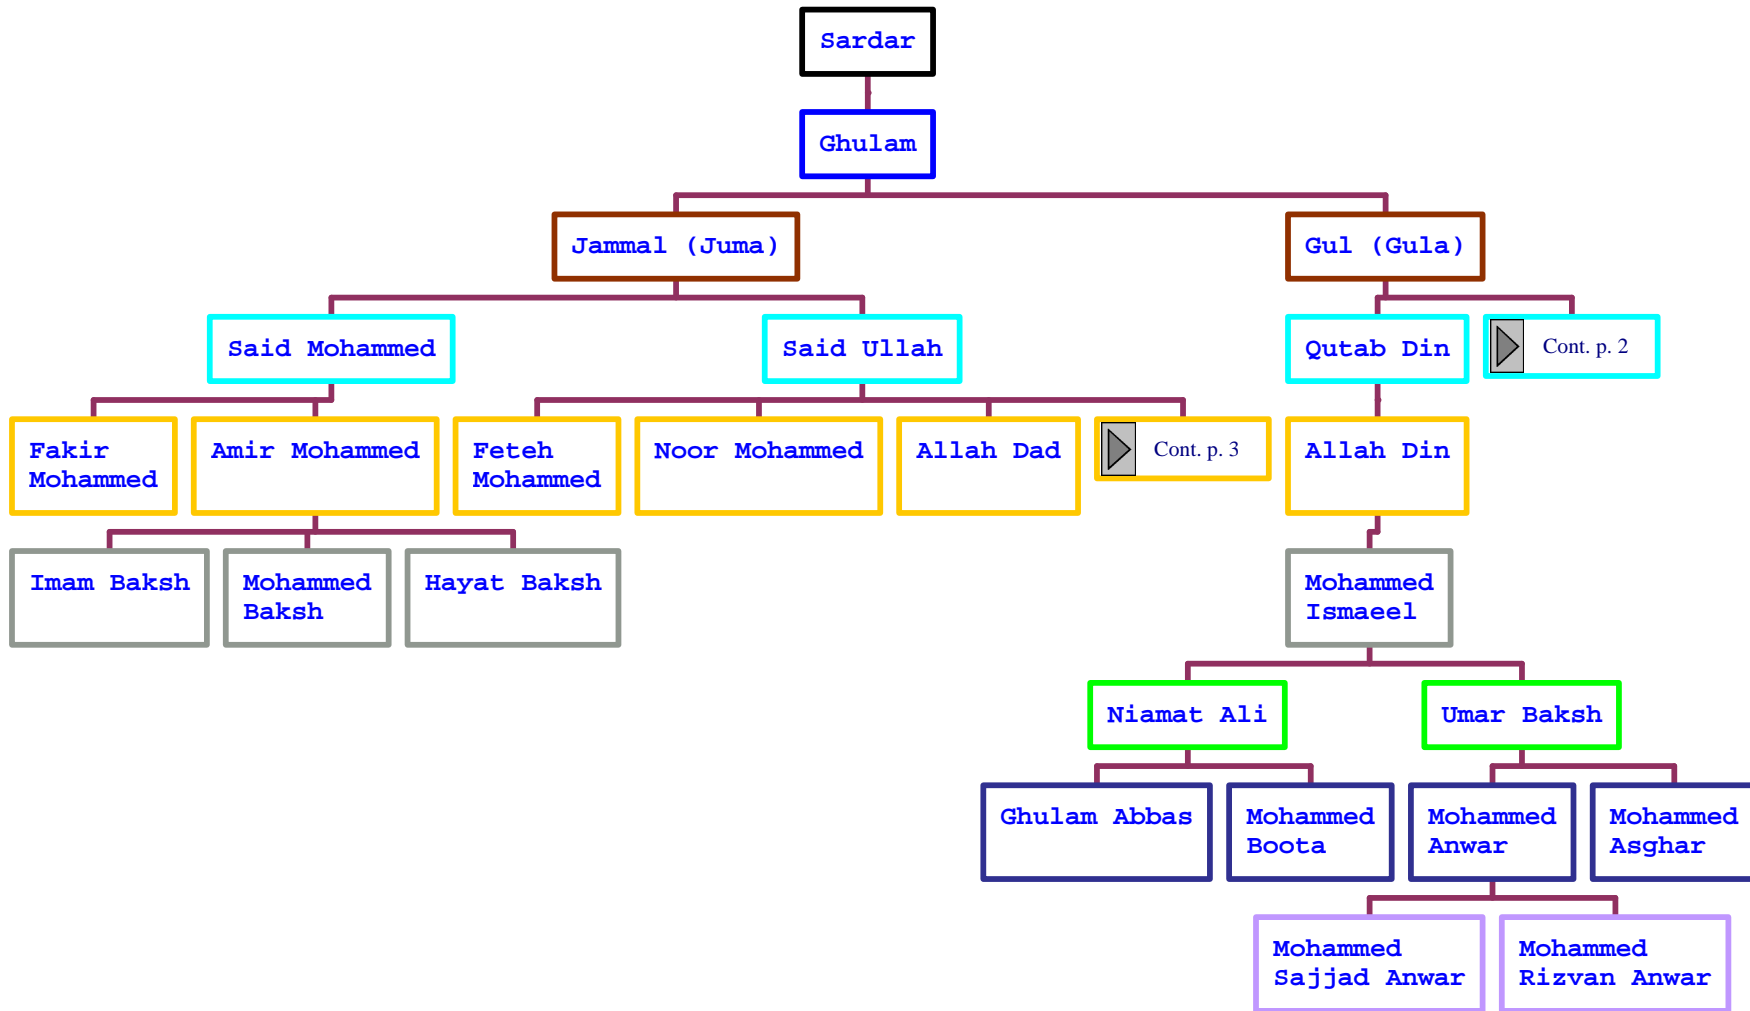 Sardar
Ghulam
Jammal (Juma)
Gul (Gula)
Said Mohammed
Said Ullah
Qutab Din
Cont. p. 2
Fakir
Mohammed
Amir Mohammed
Feteh
Mohammed
Noor Mohammed
Allah Dad
Cont. p. 3
Allah Din
Imam Baksh
Mohammed
Baksh
Hayat Baksh
Mohammed
Ismaeel
Niamat Ali
Umar Baksh
Ghulam Abbas
Mohammed
Boota
Mohammed
Anwar
Mohammed
Asghar
Mohammed
Sajjad Anwar
Mohammed
Rizvan Anwar